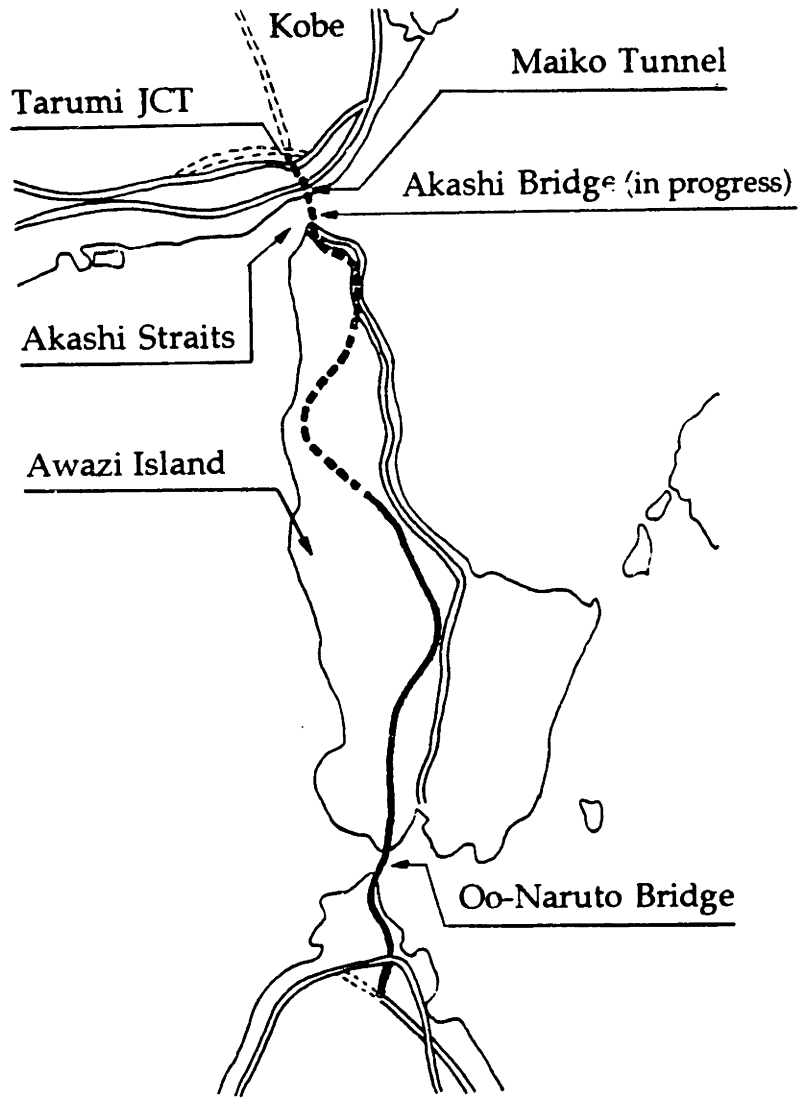 Kobe
Maiko Tunnel
Tarumi JCT
Akashi Bridge (in progress)
Akashi Straits
Awazi Island
Oo-Naruto Bridge